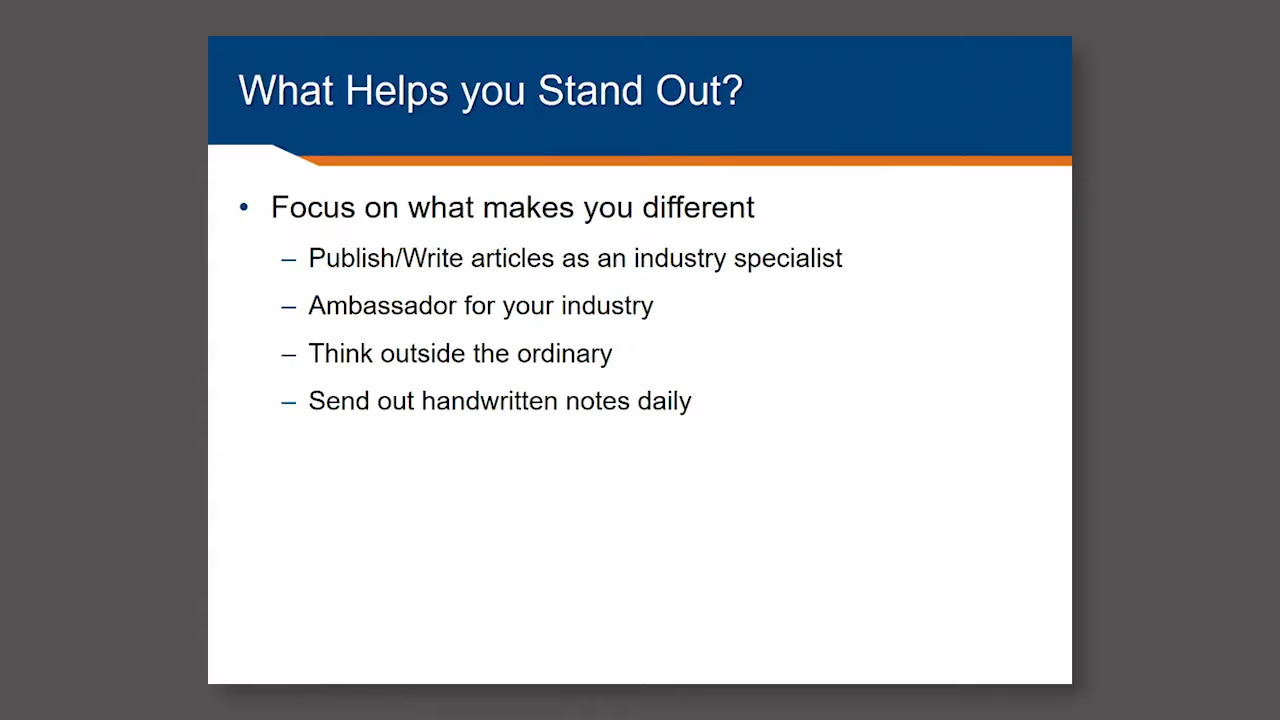 What Helps you Stand Out?
• Focus on what makes you different
– Publish/Write articles as an industry specialist
– Ambassador for your industry
– Think outside the ordinary
– Send out handwritten notes daily